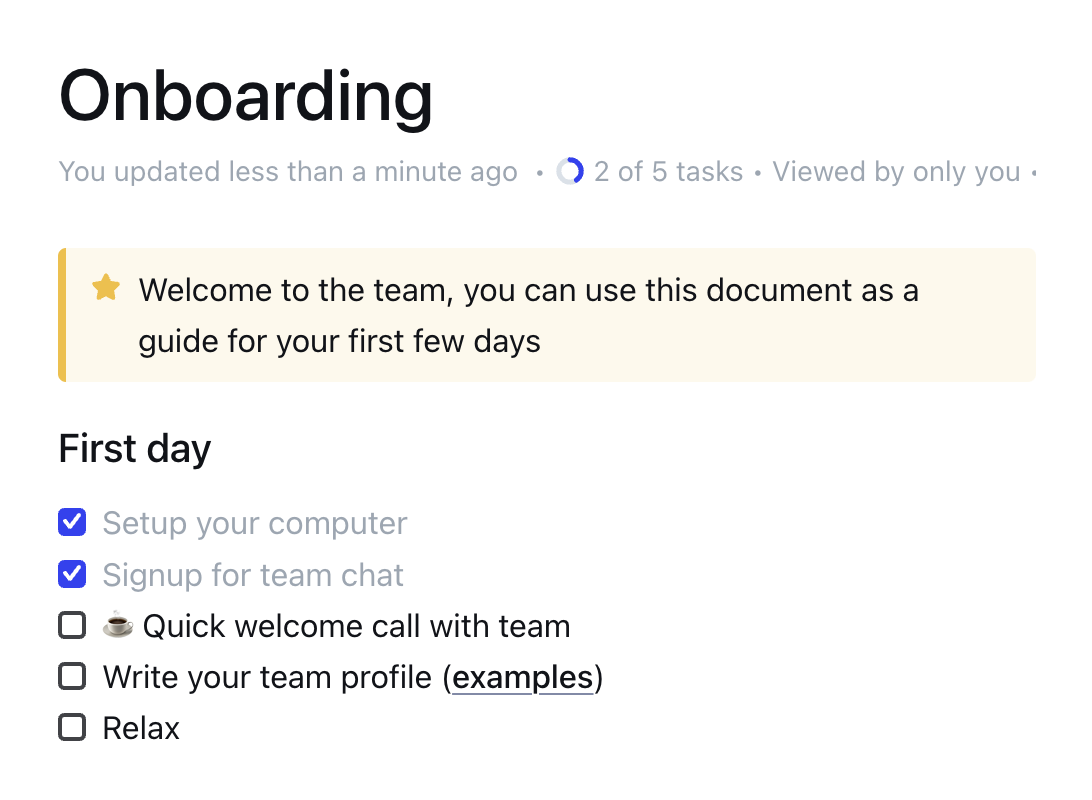 Onboarding
You updated less than a minute ago • 2 of 5 tasks • Viewed by only you •
Welcome to the team, you can use this document as a
guide for your first few days
First day
Setup your computer
Signup for team chat
☕ Quick welcome call with team
Write your team profile (examples)
Relax